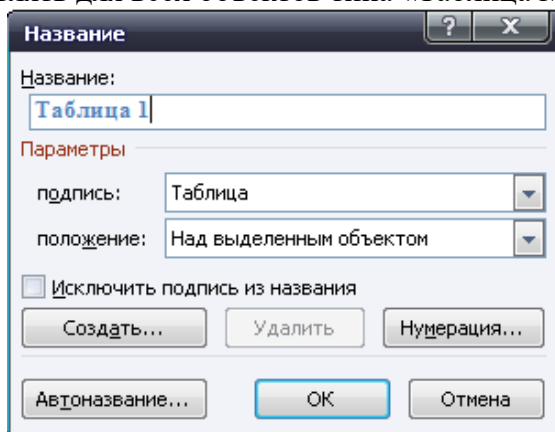 Название
Название:
Таблица 1
Параметры
подпись: Таблица
положение: Над выделенным объектом
Исключить подпись из названия
Создать... Удалить Нумерация...
Автоназвание... ОК Отмена